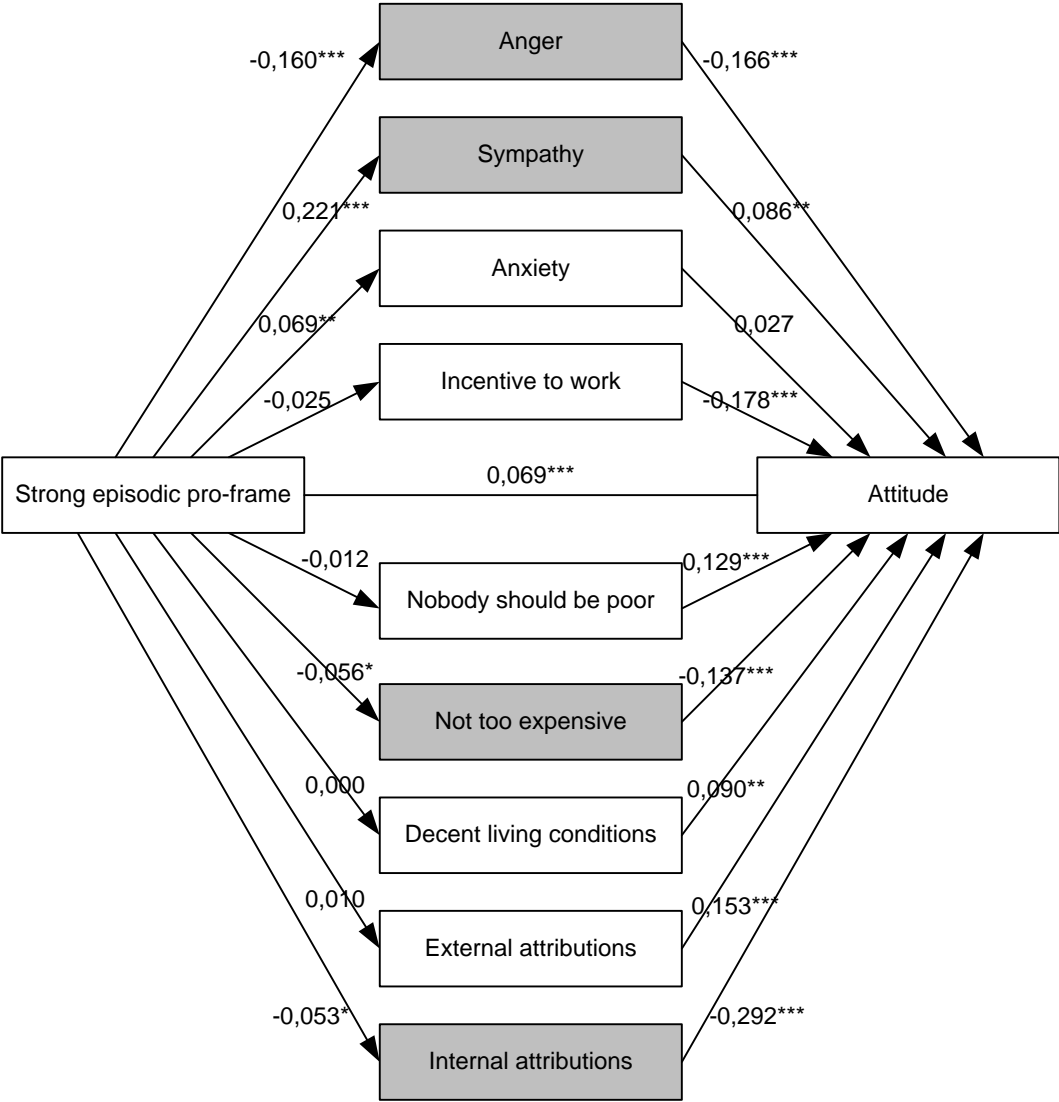 Anger
-0,160***
-0,166***
Sympathy
0,221***
0,086**
Anxiety
0,069**
0,027
Incentive to work
-0,025
-0,178***
Strong episodic pro-frame
0,069***
Attitude
-0,012
0,129***
Nobody should be poor
-0,056*
-0,137***
Not too expensive
0,000
0,090**
Decent living conditions
0,010
0,153***
External attributions
-0,053*
-0,292***
Internal attributions